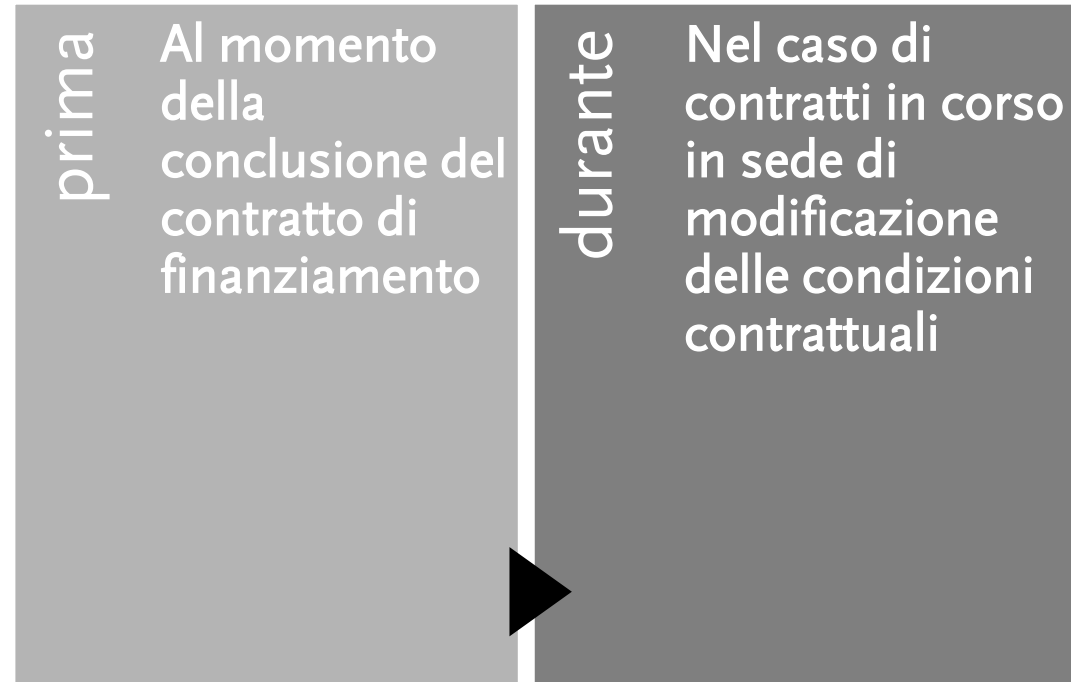 prima
Al momento
della
conclusione del
contratto di
finanziamento
durante
Nel caso di
contratti in corso
in sede di
modificazione
delle condizioni
contrattuali